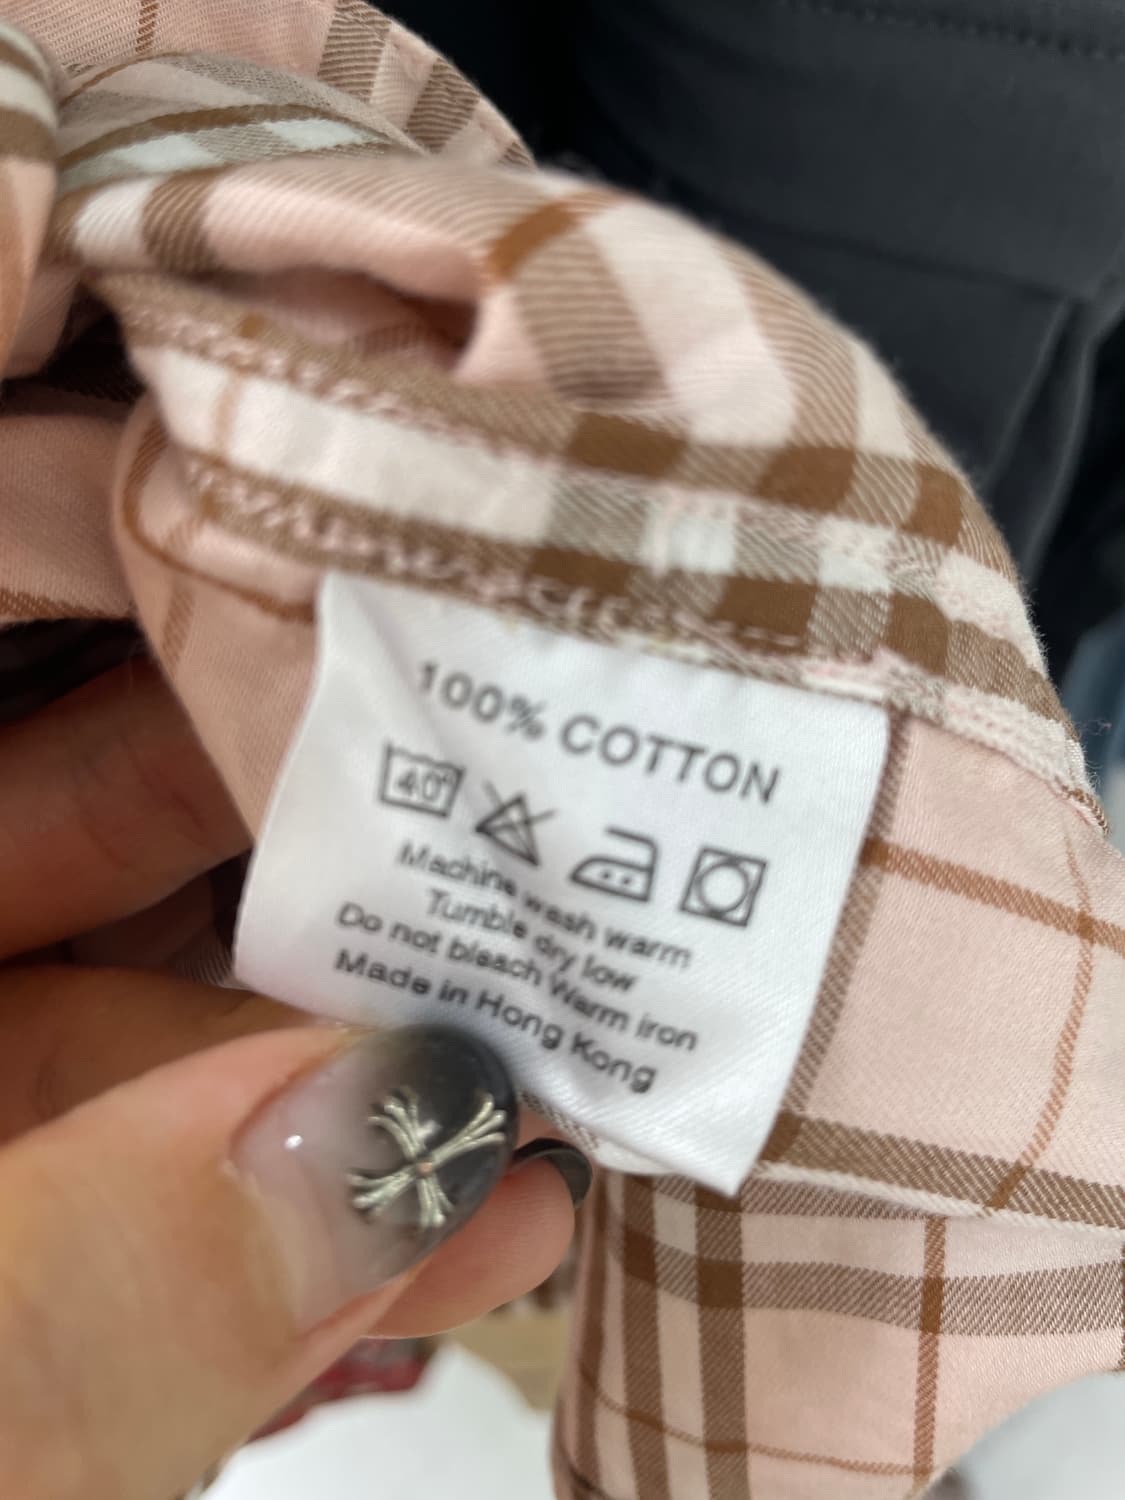 100% COTTON
40°
Machine wash warm
Tumble dry low
Do not bleach Warm iron
Made in Hong Kong